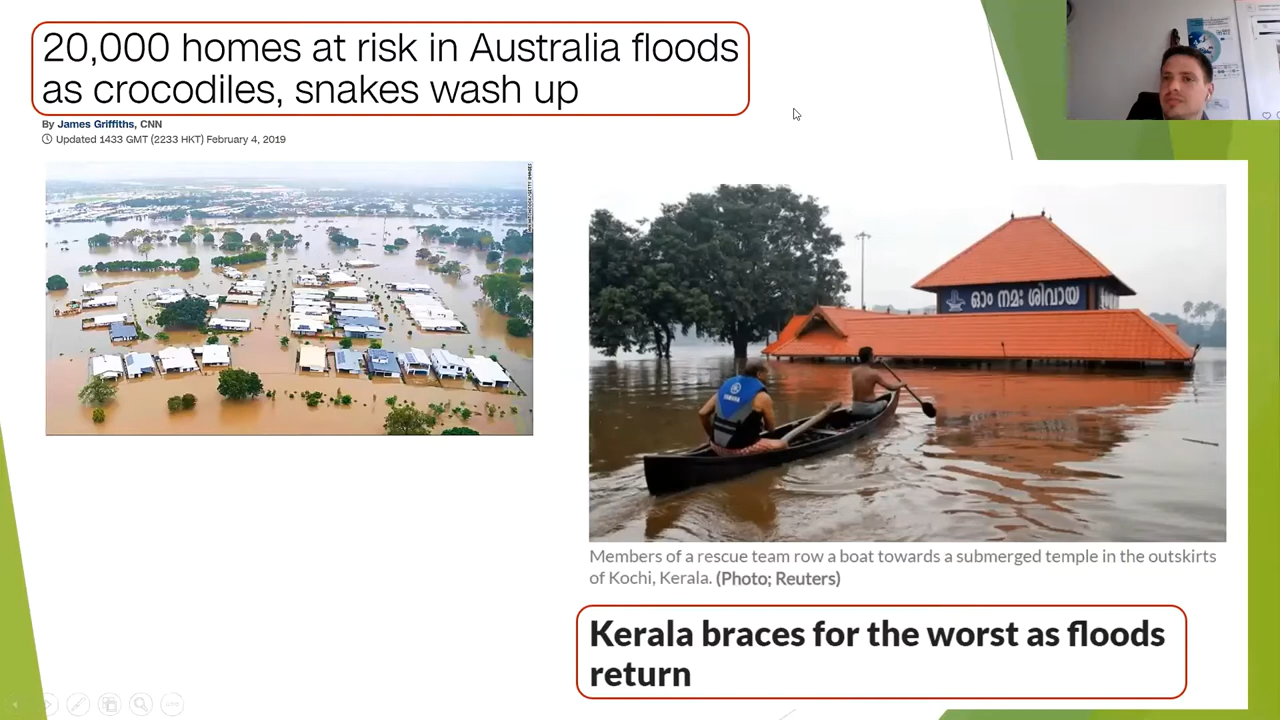 20,000 homes at risk in Australia floods
as crocodiles, snakes wash up
By James Griffiths, CNN
Updated 1433 GMT (2233 HKT) February 4, 2019
ഓം നമഃ ശിവായ
YAMAHA
Members of a rescue team row a boat towards a submerged temple in the outskirts
of Kochi, Kerala. (Photo; Reuters)
Kerala braces for the worst as floods
return